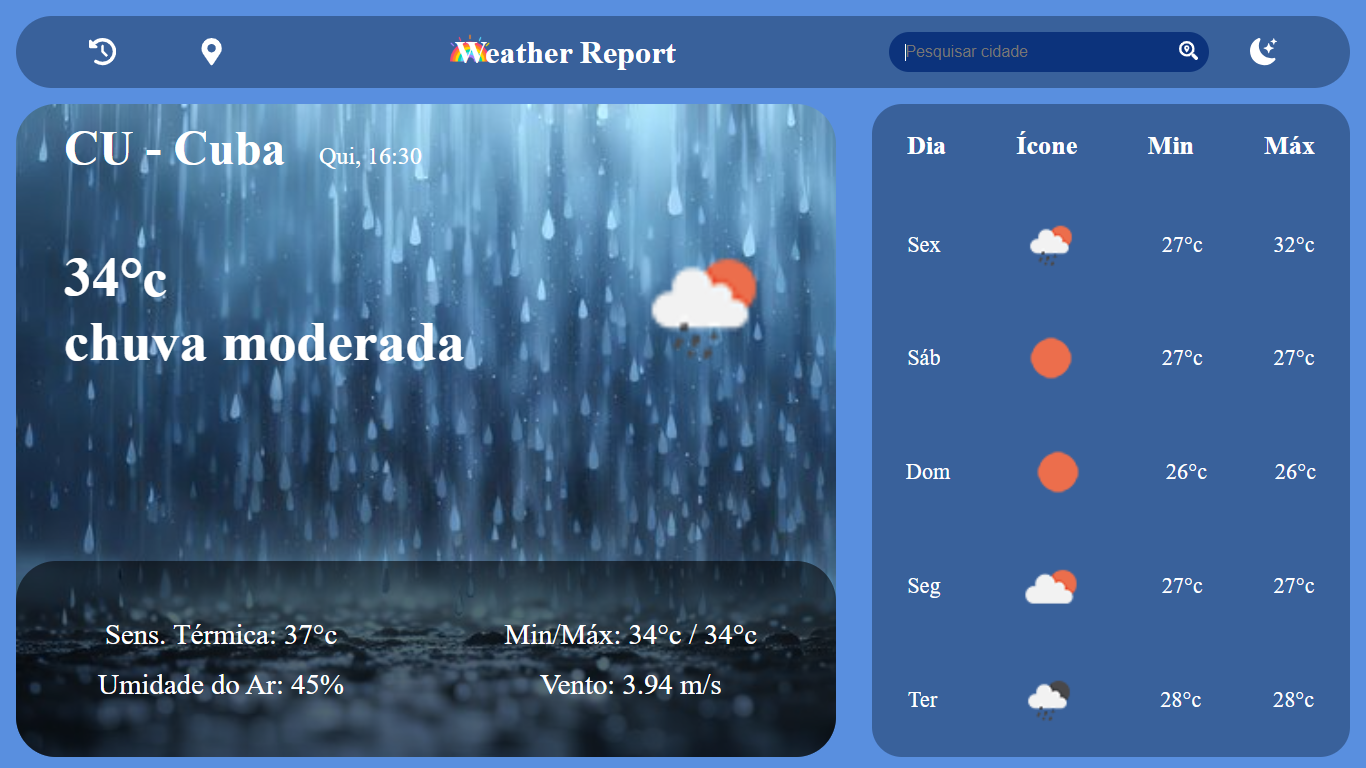 Weather Report
Pesquisar cidade
CU - Cuba Qui, 16:30
34°c
chuva moderada
Sens. Térmica: 37°c Min/Máx: 34°c / 34°c
Umidade do Ar: 45% Vento: 3.94 m/s
Dia Ícone Min Máx
Sex 27°c 32°c
Sáb 27°c 27°c
Dom 26°c 26°c
Seg 27°c 27°c
Ter 28°c 28°c